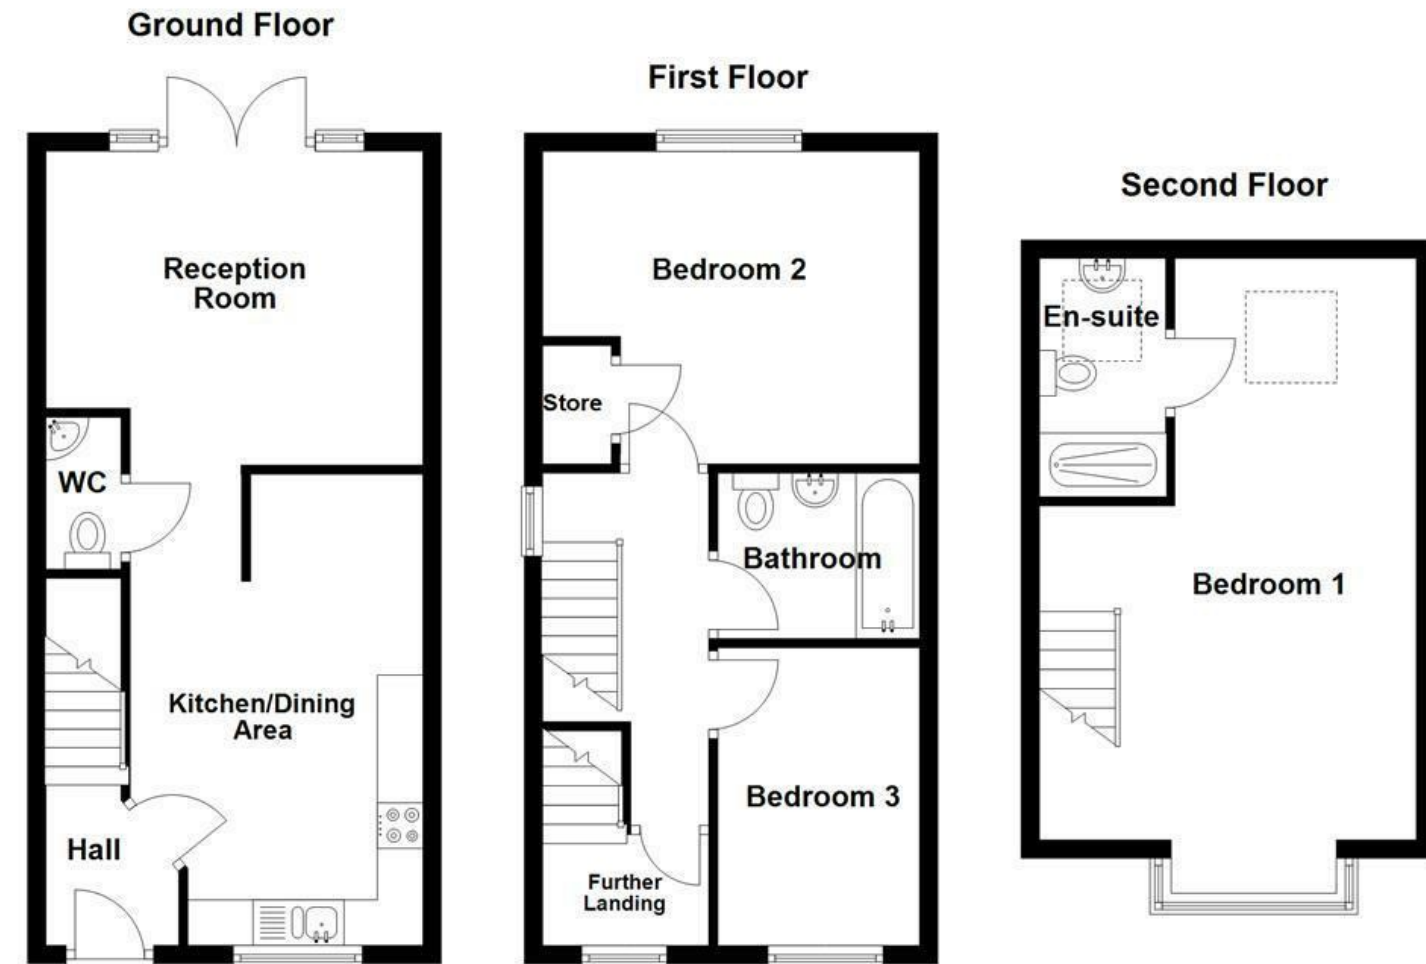 Ground Floor
Reception
Room
WC
Kitchen/Dining
Area
Hall
First Floor
Bedroom 2
Store
Bathroom
Bedroom 3
Further
Landing
Second Floor
En-suite
Bedroom 1